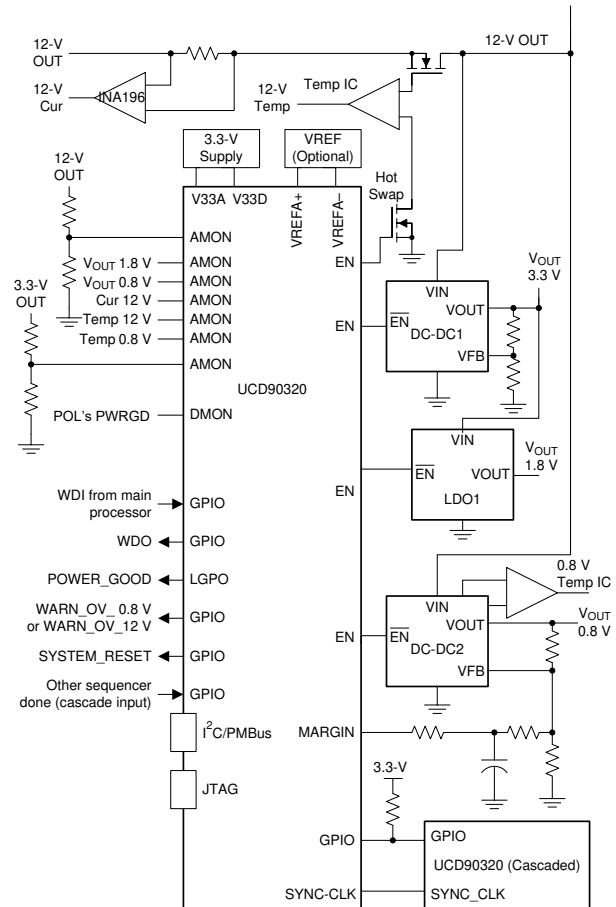 12-V
OUT
12-V
Cur
INA196
12-V
Temp
Temp IC
12-V OUT
3.3-V
Supply
VREF
(Optional)
Hot
Swap
12-V
OUT
V33A V33D
VREFA+
VREFA–
AMON
EN
V_OUT 1.8 V
AMON
V_OUT 0.8 V
AMON
Cur 12 V
AMON
Temp 12 V
AMON
Temp 0.8 V
AMON
3.3-V
OUT
AMON
UCD90320
POL's PWRGD
DMON
V_OUT
3.3 V
EN
VIN
VOUT
EN
DC-DC1
VFB
EN
VIN
VOUT
EN
LDO1
V_OUT
1.8 V
WDI from main
processor
GPIO
WDO
GPIO
POWER_GOOD
LGPO
WARN_OV_ 0.8 V
or WARN_OV_12 V
GPIO
SYSTEM_RESET
GPIO
Other sequencer
done (cascade input)
GPIO
I²C/PMBus
JTAG
0.8 V
Temp IC
EN
VIN
VOUT
EN
DC-DC2
VFB
V_OUT
0.8 V
MARGIN
3.3-V
GPIO
GPIO
UCD90320 (Cascaded)
SYNC-CLK
SYNC_CLK